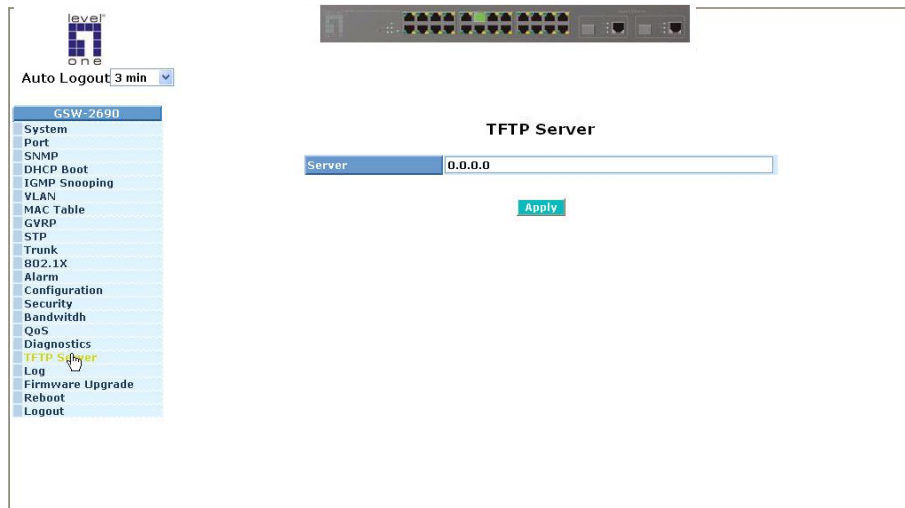 level
one
Auto Logout 3 min
GSW-2690
System
Port
SNMP
DHCP Boot
IGMP Snooping
VLAN
MAC Table
GVRP
STP
Trunk
802.1X
Alarm
Configuration
Security
Bandwitdh
QoS
Diagnostics
TFTP Server
Log
Firmware Upgrade
Reboot
Logout
TFTP Server
Server 0.0.0.0
Apply